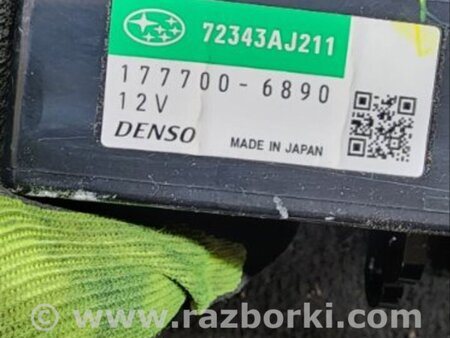 72343AJ211
177700-6890
12V
DENSO
MADE IN JAPAN
© www.razborki.com